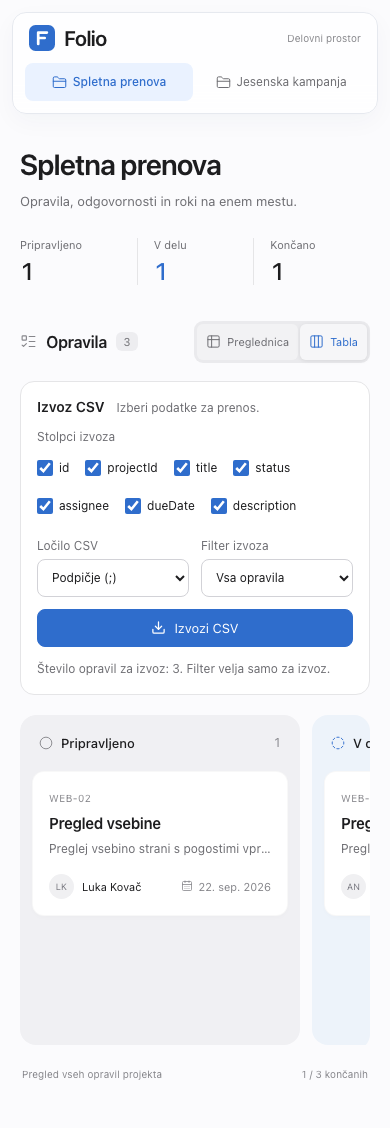 F Folio
Delovni prostor
Spletna prenova
Jesenska kampanja
Spletna prenova
Opravila, odgovornosti in roki na enem mestu.
Pripravljeno
1
V delu
1
Končano
1
Opravila 3
Preglednica
Tabla
Izvoz CSV Izberi podatke za prenos.
Stolpci izvoza
id projectId title status
assignee dueDate description
Ločilo CSV
Filter izvoza
Podpičje (;)
Vsa opravila
Izvozi CSV
Število opravil za izvoz: 3. Filter velja samo za izvoz.
Pripravljeno 1
WEB-02
Pregled vsebine
Preglej vsebino strani s pogostimi vpr...
LK Luka Kovač 22. sep. 2026
V
WEB-
AN
Pregled vseh opravil projekta
1 / 3 končanih